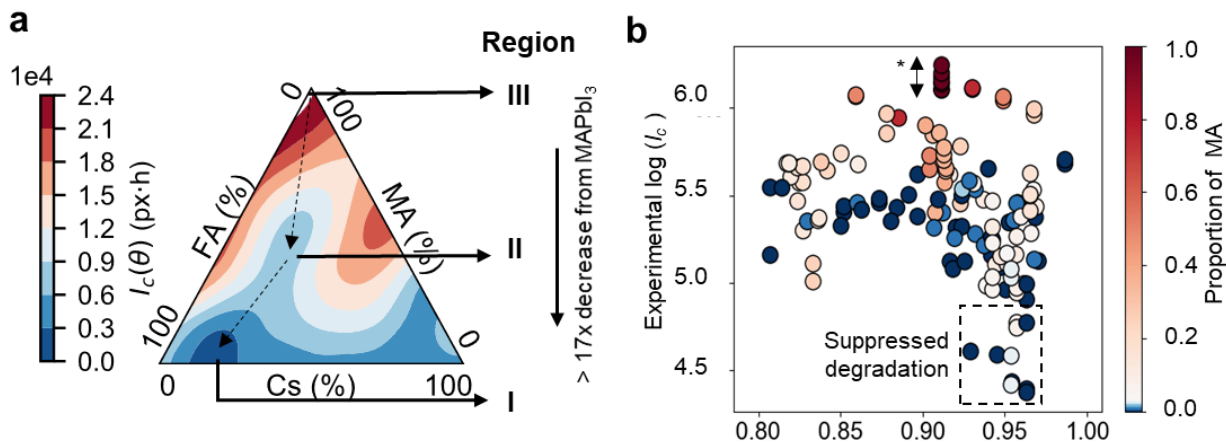 a
Region
1e4
2.4
2.1
1.8
1.5
1.2
0.9
0.6
0.3
0.0
I_c(θ) (px·h)
0
100
FA (%)
MA (%)
100
0
0
Cs (%)
100
III
II
I
> 17x decrease from MAPbI₃
b
Experimental log (I_c)
6.0
5.5
5.0
4.5
*
Suppressed
degradation
0.80
0.85
0.90
0.95
1.00
1.0
0.8
0.6
0.4
0.2
0.0
Proportion of MA